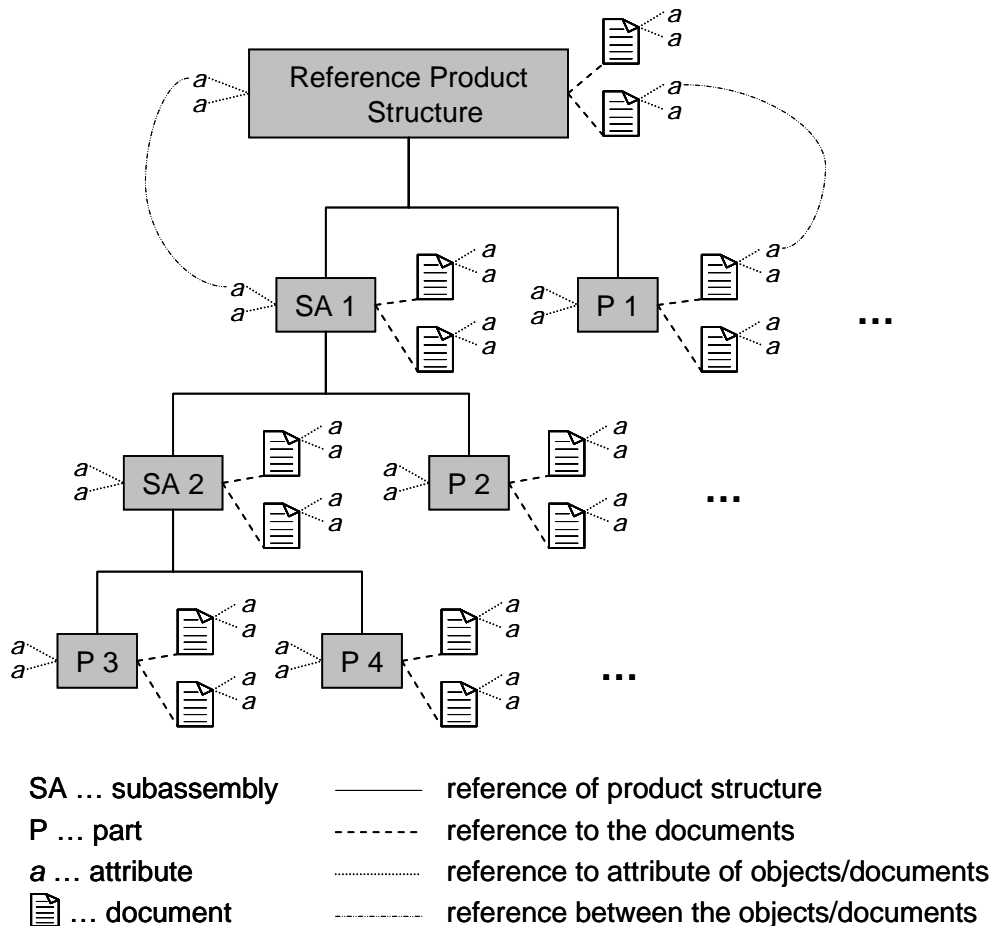 a
a
a
Reference Product
Structure
a
a
a
a
a
a
a
SA 1
a
a
a
a
a
P 1
a
a
a
a
...
a
a
SA 2
a
a
a
a
a
a
P 2
a
a
a
a
...
a
a
P 3
a
a
a
a
a
a
P 4
a
a
a
a
...
SA ... subassembly
reference of product structure
P ... part
reference to the documents
a ... attribute
reference to attribute of objects/documents
... document
reference between the objects/documents